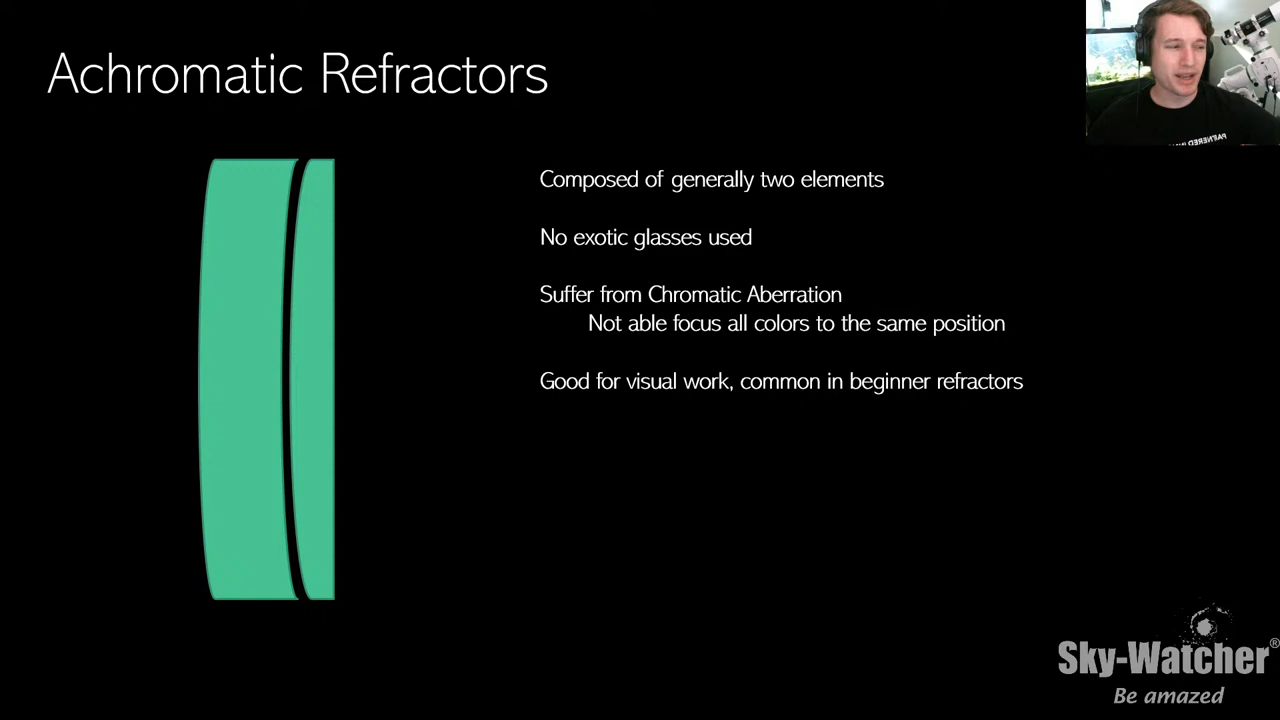 Achromatic Refractors
Composed of generally two elements
No exotic glasses used
Suffer from Chromatic Aberration
Not able focus all colors to the same position
Good for visual work, common in beginner refractors
Sky-Watcher®
Be amazed